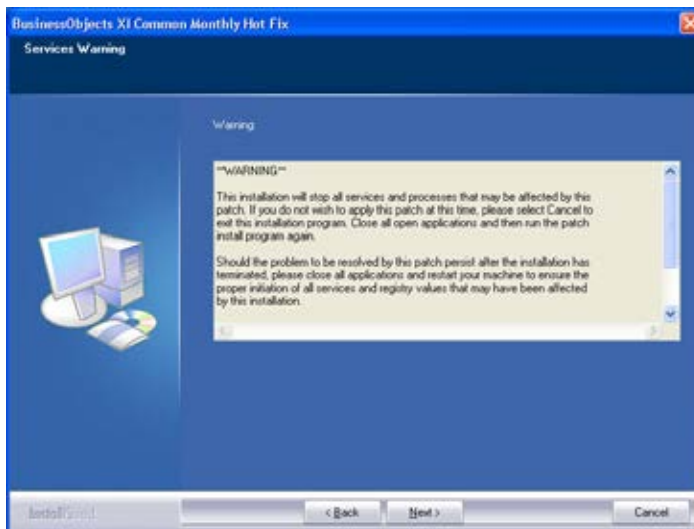 BusinessObjects XI Common Monthly Hot Fix
Services Warning
Warning:
**WARNING**
This installation will stop all services and processes that may be affected by this
patch. If you do not wish to apply this patch at this time, please select Cancel to
exit this installation program. Close all open applications and then run the patch
install program again.
Should the problem to be resolved by this patch persist after the installation has
terminated, please close all applications and restart your machine to ensure the
proper initiation of all services and registry values that may have been affected
by this installation.
InstallShield
< Back
Next >
Cancel